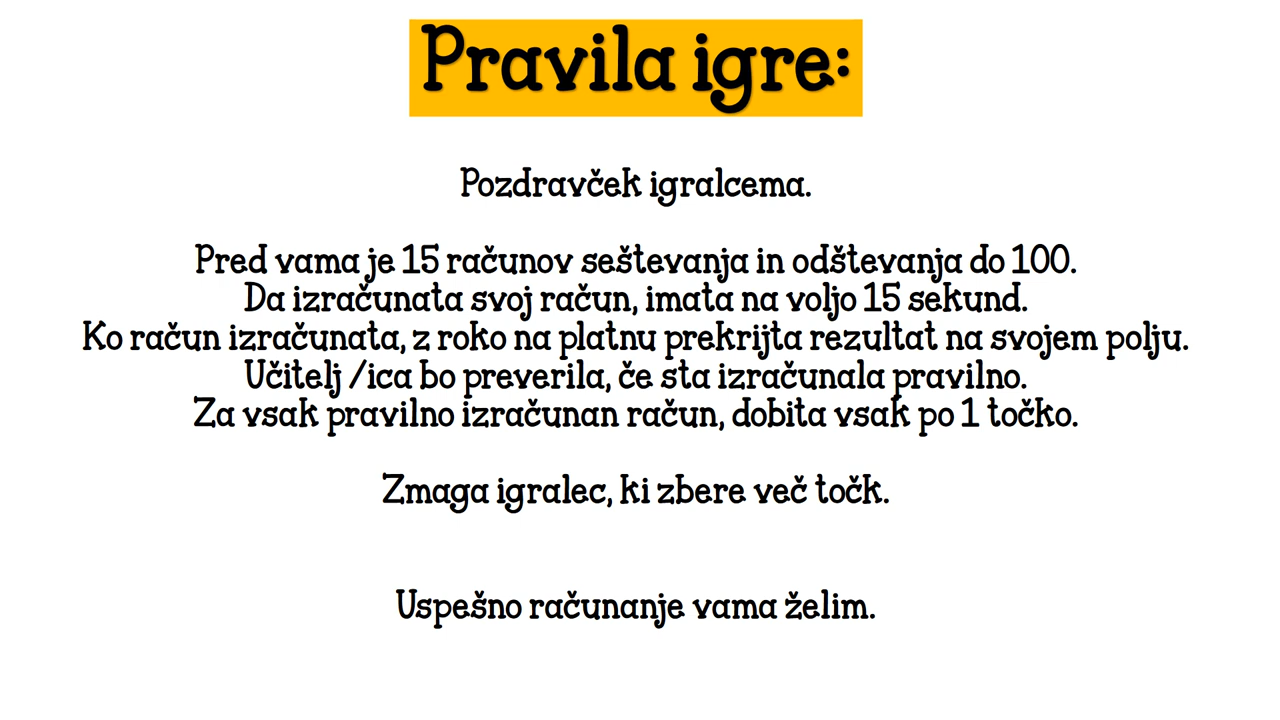 Pravila igre:
Pozdravček igralcema.
Pred vama je 15 računov seštevanja in odštevanja do 100.
Da izračunata svoj račun, imata na voljo 15 sekund.
Ko račun izračunata, z roko na platnu prekrijta rezultat na svojem polju.
Učitelj /ica bo preverila, če sta izračunala pravilno.
Za vsak pravilno izračunan račun, dobita vsak po 1 točko.
Zmaga igralec, ki zbere več točk.
Uspešno računanje vama želim.